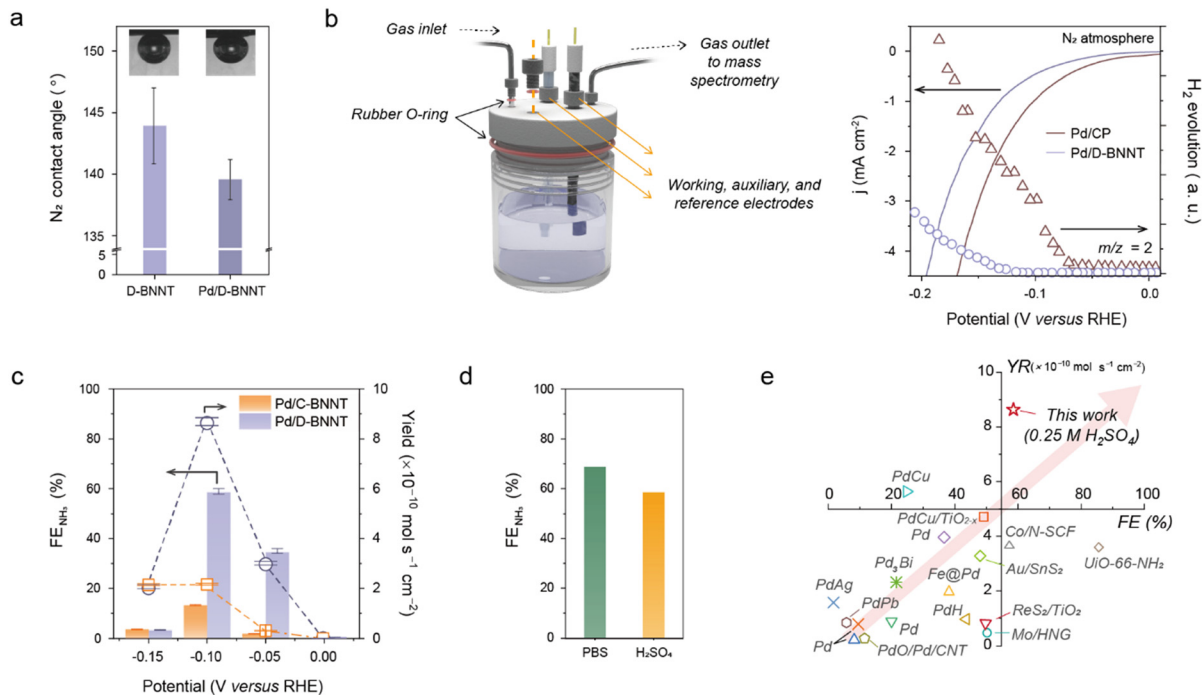 a
N₂ contact angle (°)
150
145
140
135
5
0
D-BNNT
Pd/D-BNNT
b
Gas inlet
Gas outlet
to mass
spectrometry
Rubber O-ring
Working, auxiliary, and
reference electrodes
N₂ atmosphere
j (mA cm⁻²)
0
-1
-2
-3
-4
Pd/CP
Pd/D-BNNT
m/z = 2
H₂ evolution (a. u.)
-0.2
-0.1
0.0
Potential (V versus RHE)
c
FE_NH₃ (%)
100
80
60
40
20
0
Pd/C-BNNT
Pd/D-BNNT
10
8
6
4
2
0
Yield (×10⁻¹⁰ mol s⁻¹ cm⁻²)
-0.15
-0.10
-0.05
0.00
Potential (V versus RHE)
d
FE_NH₃ (%)
100
80
60
40
20
0
PBS
H₂SO₄
e
YR (×10⁻¹⁰ mol s⁻¹ cm⁻²)
10
8
6
This work
(0.25 M H₂SO₄)
PdCu
0
20
40
60
80
100
FE (%)
PdCu/TiO₂₋ₓ
Pd
Co/N-SCF
4
UiO-66-NH₂
Au/SnS₂
Pd₃Bi
Fe@Pd
PdAg
2
PdPb
PdH
ReS₂/TiO₂
Pd
Mo/HNG
Pd
PdO/Pd/CNT
0